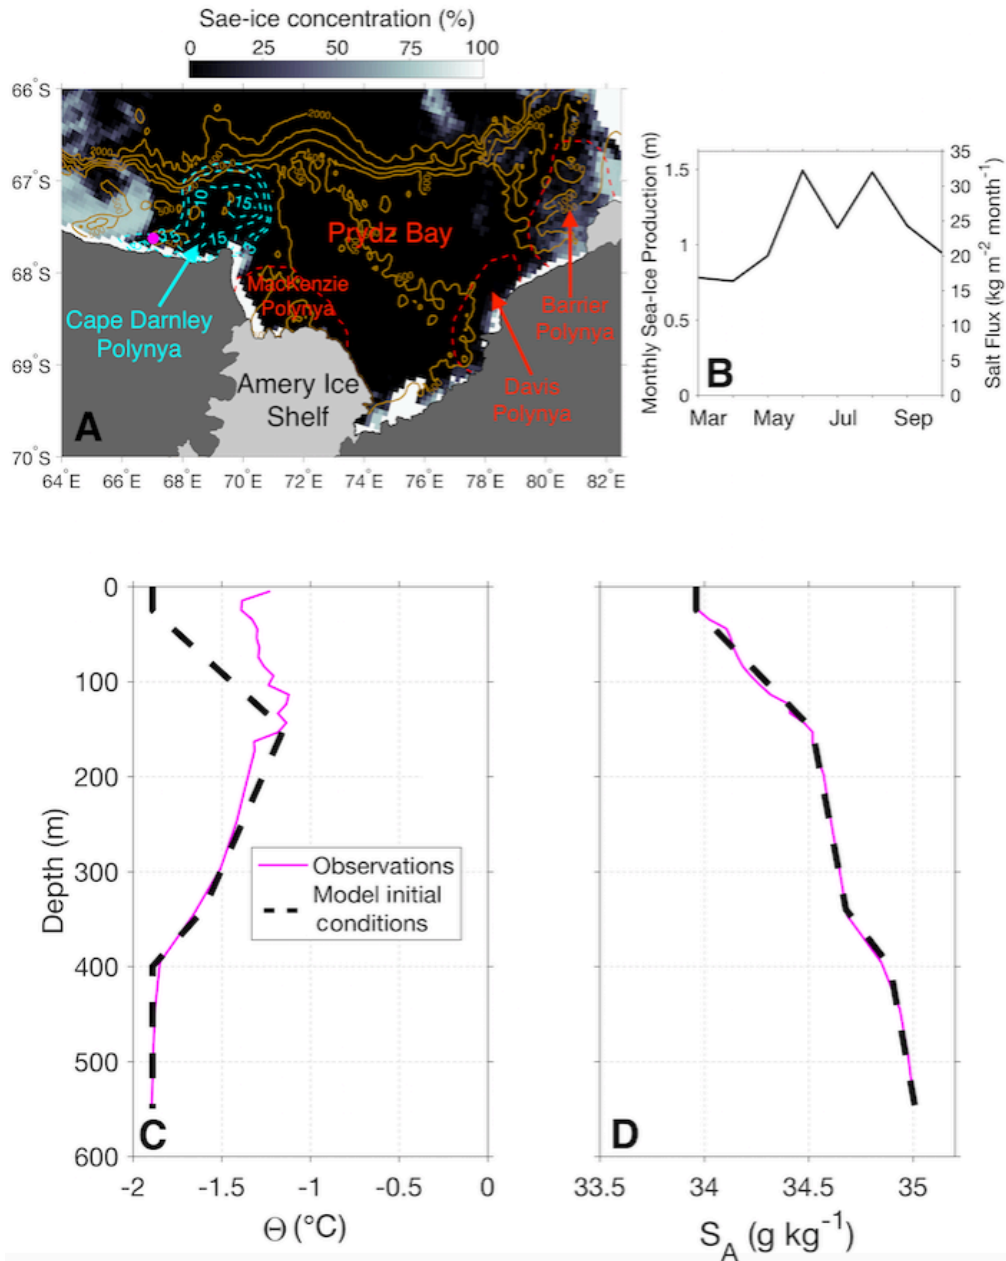 Sae-ice concentration (%)
0 25 50 75 100
66°S
67°S
68°S
69°S
70°S
64°E 66°E 68°E 70°E 72°E 74°E 76°E 78°E 80°E 82°E
2000
2000
1000
500
10
15
15
500
500
Prydz Bay
MacKenzie
Polynya
Cape Darnley
Polynya
Barrier
Polynya
Davis
Polynya
Amery Ice
Shelf
A
Monthly Sea-Ice Production (m)
1.5
1
0.5
0
Mar May Jul Sep
35
30
25
20
15
10
5
0
Salt Flux (kg m⁻² month⁻¹)
B
Depth (m)
0
100
200
300
400
500
600
-2 -1.5 -1 -0.5 0
Θ (°C)
Observations
Model initial
conditions
C
33.5 34 34.5 35
S_A (g kg⁻¹)
D